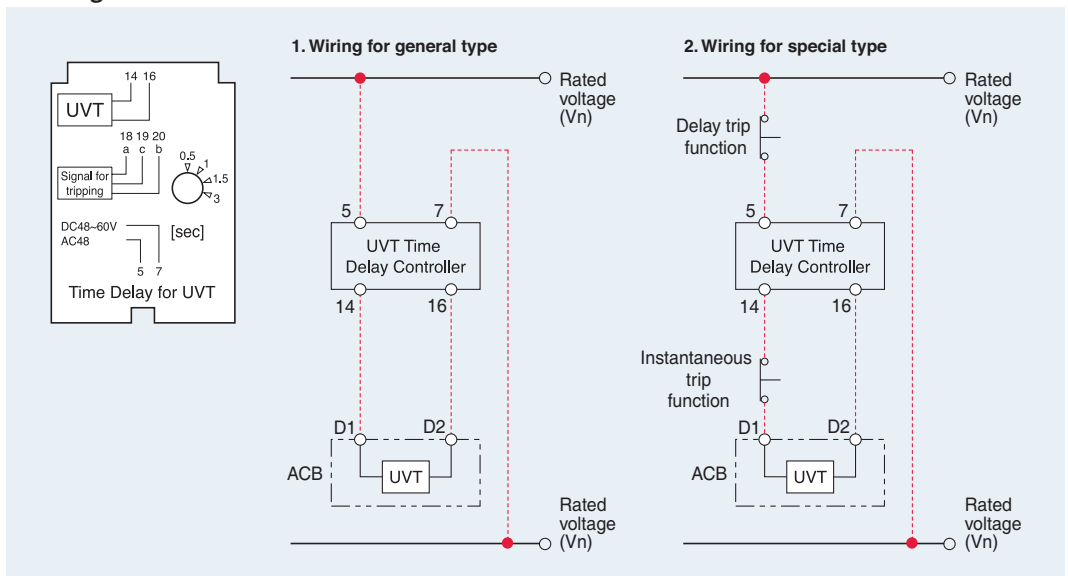 14 16
UVT
18 19 20
a c b
Signal for
tripping
0.5
1
1.5
3
DC48~60V
AC48
[sec]
5 7
Time Delay for UVT
1. Wiring for general type
Rated
voltage
(Vn)
5 7
UVT Time
Delay Controller
14 16
D1 D2
ACB
UVT
Rated
voltage
(Vn)
2. Wiring for special type
Rated
voltage
(Vn)
Delay trip
function
5 7
UVT Time
Delay Controller
14 16
Instantaneous
trip
function
D1 D2
ACB
UVT
Rated
voltage
(Vn)